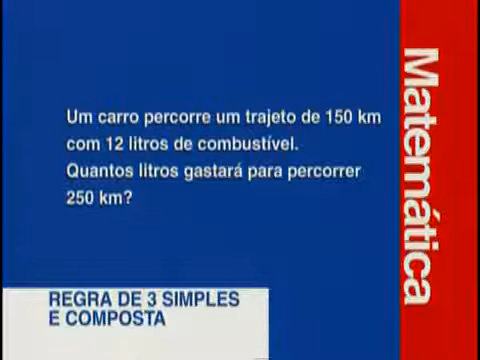 Um carro percorre um trajeto de 150 km
com 12 litros de combustível.
Quantos litros gastará para percorrer
250 km?
REGRA DE 3 SIMPLES
E COMPOSTA
Matemática